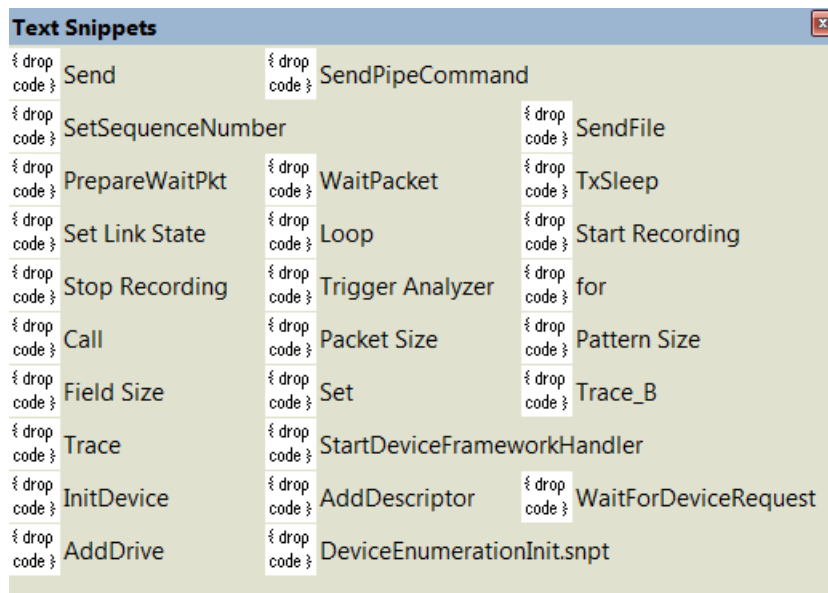 Text Snippets
{ drop code } Send { drop code } SendPipeCommand
{ drop code } SetSequenceNumber { drop code } SendFile
{ drop code } PrepareWaitPkt { drop code } WaitPacket { drop code } TxSleep
{ drop code } Set Link State { drop code } Loop { drop code } Start Recording
{ drop code } Stop Recording { drop code } Trigger Analyzer { drop code } for
{ drop code } Call { drop code } Packet Size { drop code } Pattern Size
{ drop code } Field Size { drop code } Set { drop code } Trace_B
{ drop code } Trace { drop code } StartDeviceFrameworkHandler
{ drop code } InitDevice { drop code } AddDescriptor { drop code } WaitForDeviceRequest
{ drop code } AddDrive { drop code } DeviceEnumerationInit.snpt